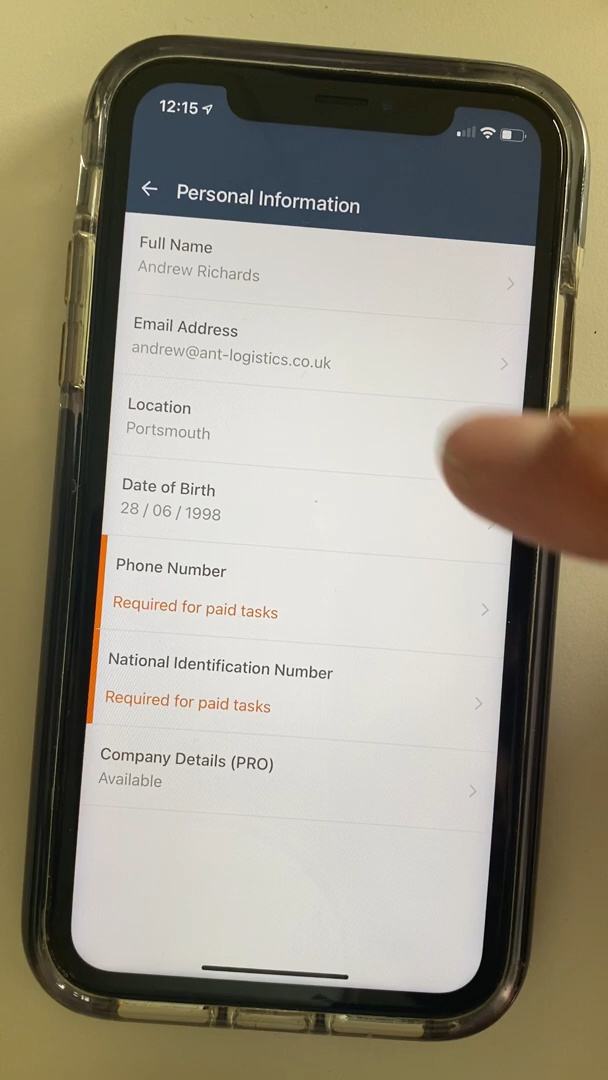 12:15
Personal Information
Full Name
Andrew Richards
Email Address
andrew@ant-logistics.co.uk
Location
Portsmouth
Date of Birth
28 / 06 / 1998
Phone Number
Required for paid tasks
National Identification Number
Required for paid tasks
Company Details (PRO)
Available